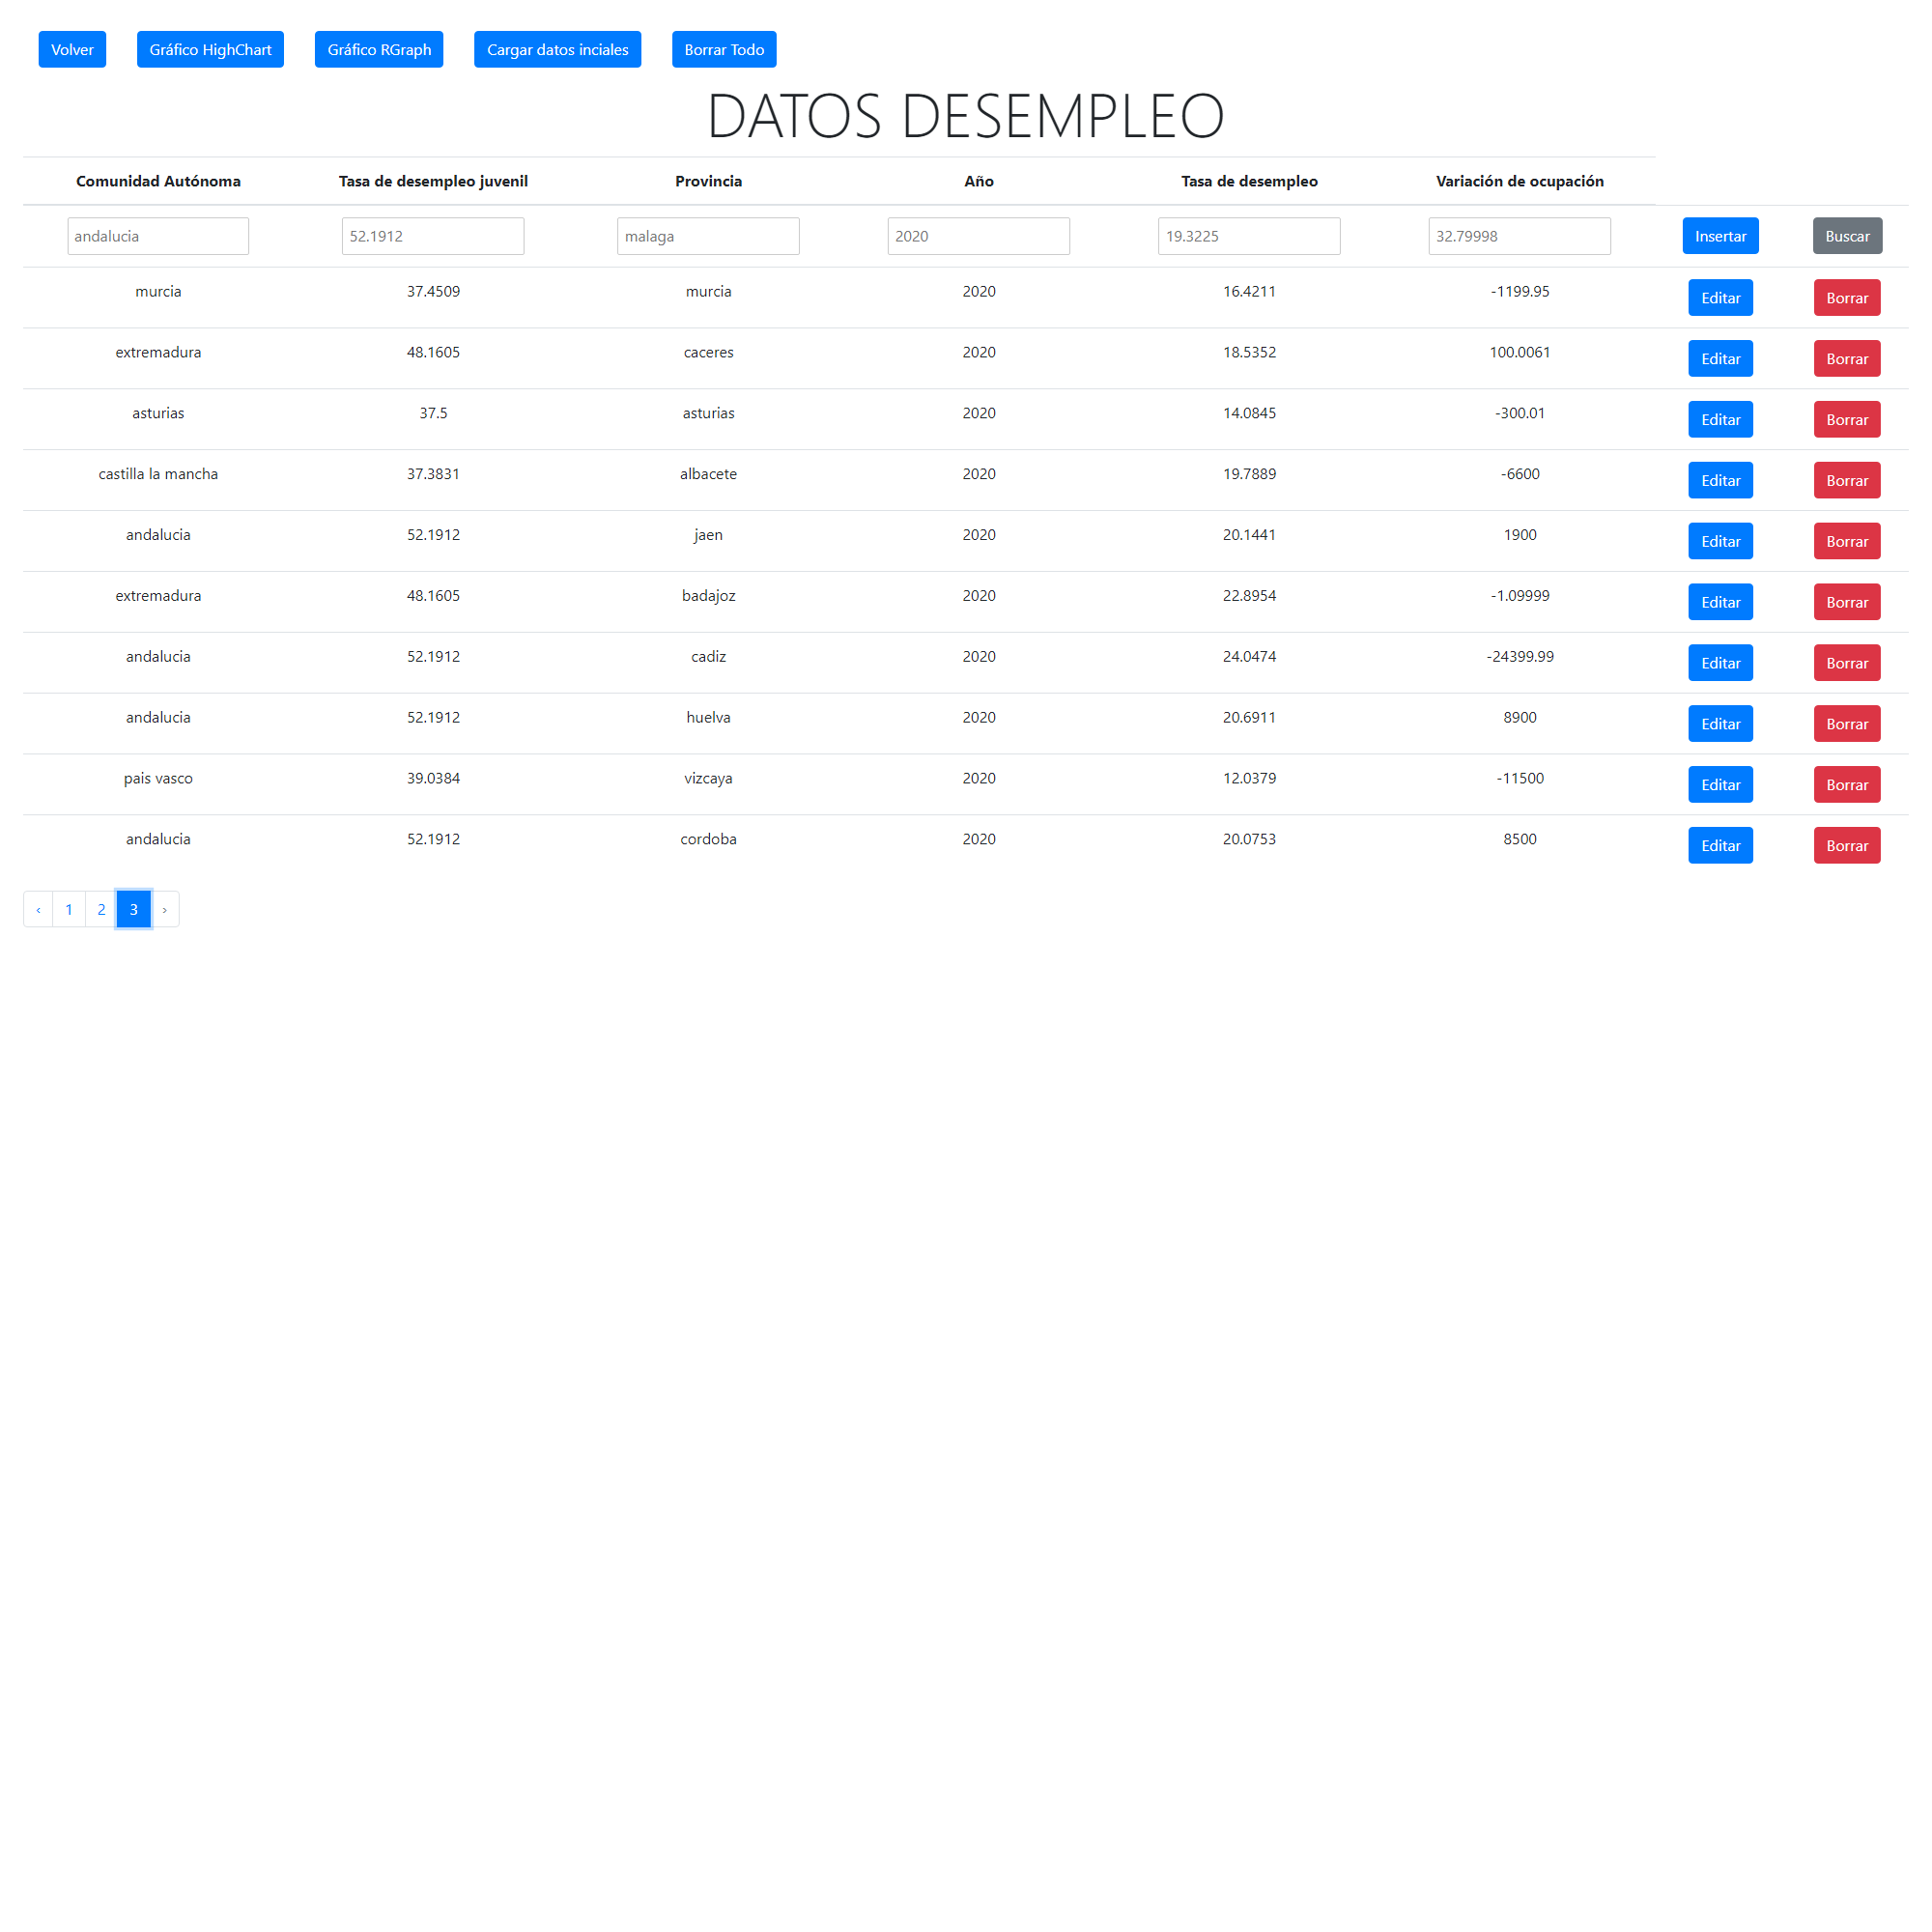 Volver Gráfico HighChart Gráfico RGraph Cargar datos inciales Borrar Todo
DATOS DESEMPLEO
Comunidad Autónoma Tasa de desempleo juvenil Provincia Año Tasa de desempleo Variación de ocupación
andalucia 52.1912 malaga 2020 19.3225 32.79998 Insertar Buscar
murcia 37.4509 murcia 2020 16.4211 -1199.95 Editar Borrar
extremadura 48.1605 caceres 2020 18.5352 100.0061 Editar Borrar
asturias 37.5 asturias 2020 14.0845 -300.01 Editar Borrar
castilla la mancha 37.3831 albacete 2020 19.7889 -6600 Editar Borrar
andalucia 52.1912 jaen 2020 20.1441 1900 Editar Borrar
extremadura 48.1605 badajoz 2020 22.8954 -1.09999 Editar Borrar
andalucia 52.1912 cadiz 2020 24.0474 -24399.99 Editar Borrar
andalucia 52.1912 huelva 2020 20.6911 8900 Editar Borrar
pais vasco 39.0384 vizcaya 2020 12.0379 -11500 Editar Borrar
andalucia 52.1912 cordoba 2020 20.0753 8500 Editar Borrar
‹ 1 2 3 ›